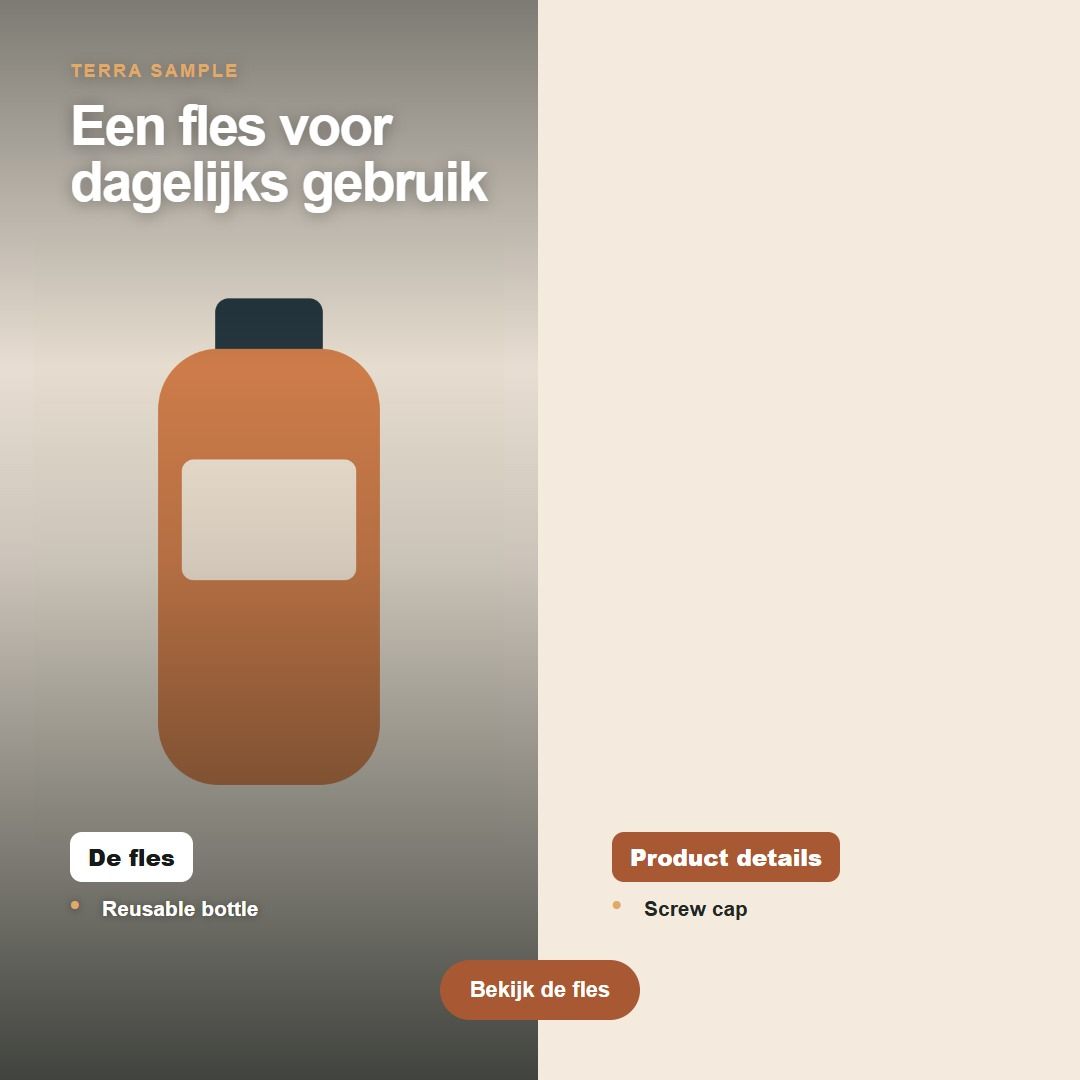 TERRA SAMPLE
Een fles voor
dagelijks gebruik
De fles
Reusable bottle
Product details
Screw cap
Bekijk de fles